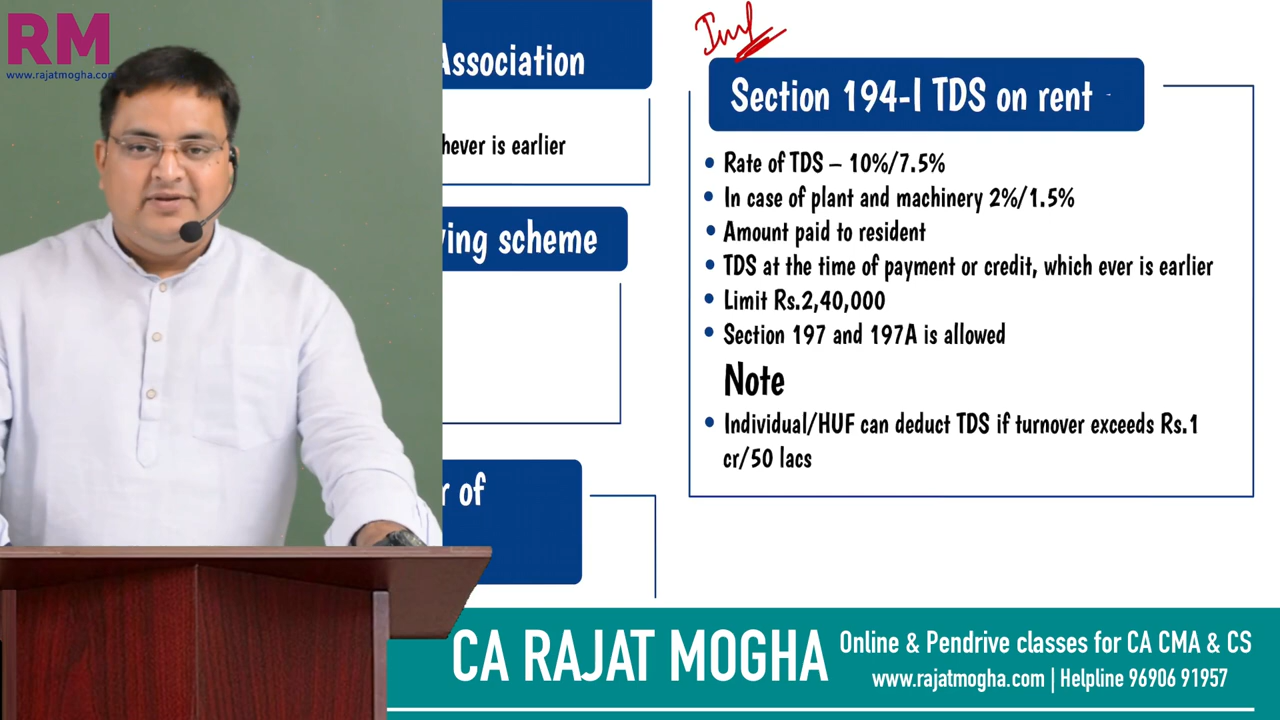 RM
www.rajatmogha.com
Association
hever is earlier
ving scheme
r of
Imp
Section 194-I TDS on rent -
• Rate of TDS – 10%/7.5%
• In case of plant and machinery 2%/1.5%
• Amount paid to resident
• TDS at the time of payment or credit, which ever is earlier
• Limit Rs.2,40,000
• Section 197 and 197A is allowed
Note
• Individual/HUF can deduct TDS if turnover exceeds Rs.1
cr/50 lacs
CA RAJAT MOGHA
Online & Pendrive classes for CA CMA & CS
www.rajatmogha.com | Helpline 96906 91957